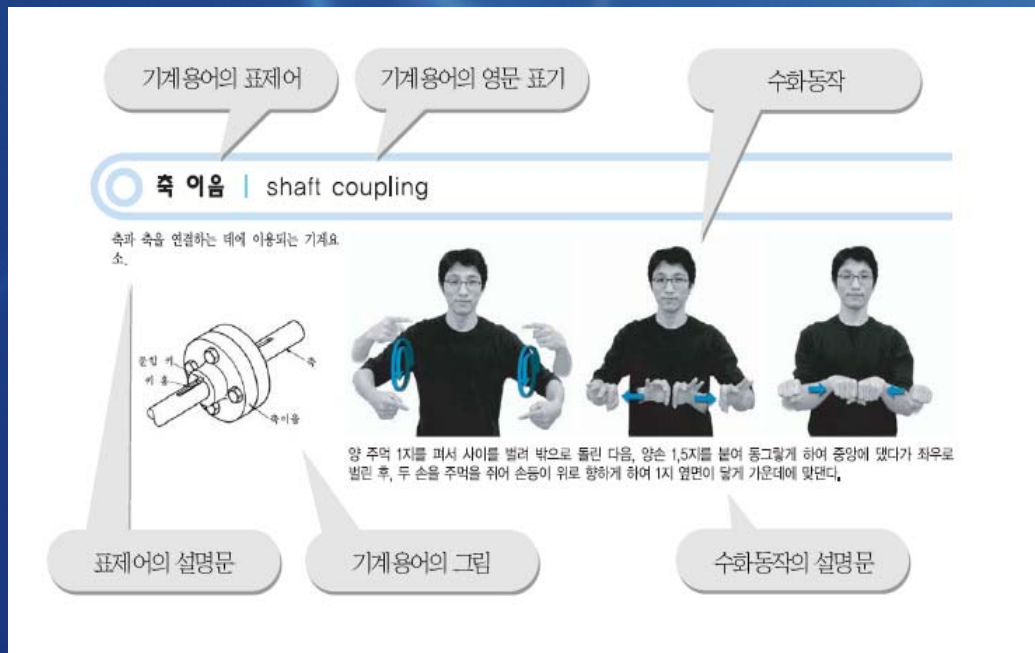 기계용어의 표제어
기계용어의 영문 표기
수화동작
축 이음 | shaft coupling
축과 축을 연결하는 데에 이용되는 기계요
소.
묻힘 키
키 홈
축
축이음
양 주먹 1지를 펴서 사이를 벌려 밖으로 돌린 다음, 양손 1,5지를 붙여 동그랗게 하여 중앙에 댔다가 좌우로
벌린 후, 두 손을 주먹을 쥐어 손등이 위로 향하게 하여 1지 옆면이 닿게 가운데에 맞댄다.
표제어의 설명문
기계용어의 그림
수화동작의 설명문